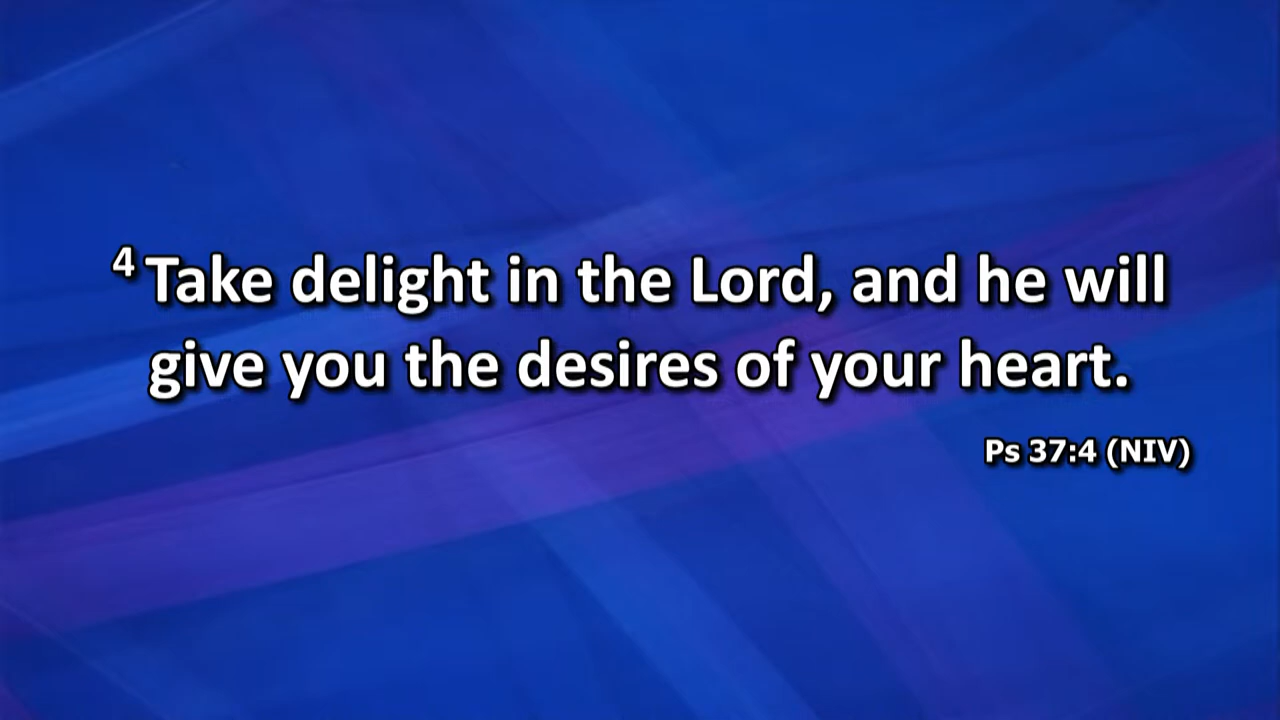 4 Take delight in the Lord, and he will
give you the desires of your heart.
Ps 37:4 (NIV)